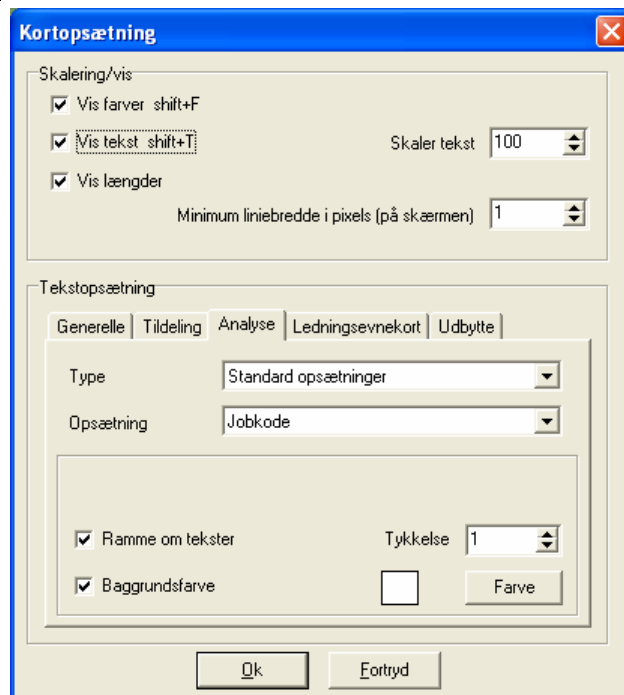 Kortopsætning
Skalering/vis
Vis farver shift+F
Vis tekst shift+T Skaler tekst 100
Vis længder
Minimum liniebredde i pixels (på skærmen) 1
Tekstopsætning
Generelle Tildeling Analyse Ledningsevnekort Udbytte
Type Standard opsætninger
Opsætning Jobkode
Ramme om tekster Tykkelse 1
Baggrundsfarve Farve
Ok Fortryd